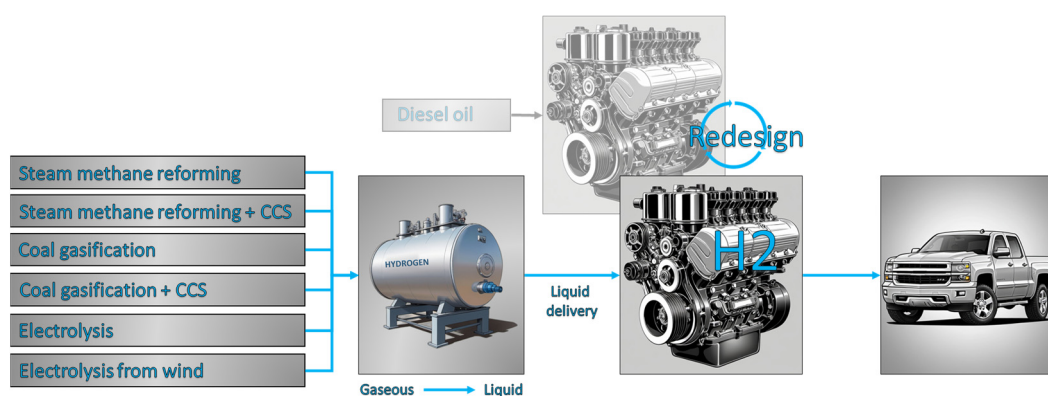 Diesel oil
Redesign
Steam methane reforming
Steam methane reforming + CCS
Coal gasification
Coal gasification + CCS
Electrolysis
Electrolysis from wind
HYDROGEN
Gaseous
Liquid
Liquid
delivery
H2